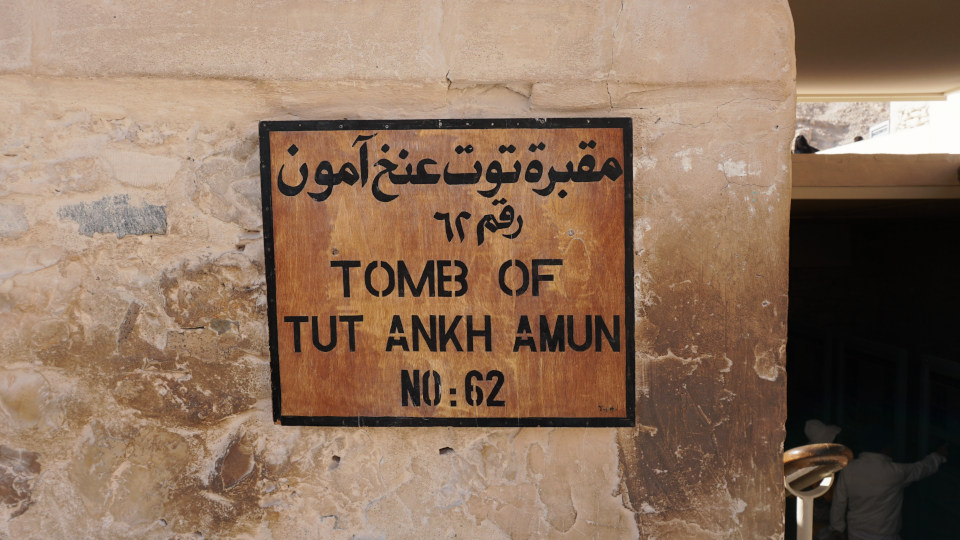 مقبرة توت عنخ آمون
رقم ٦٢
TOMB OF
TUT ANKH AMUN
NO:62